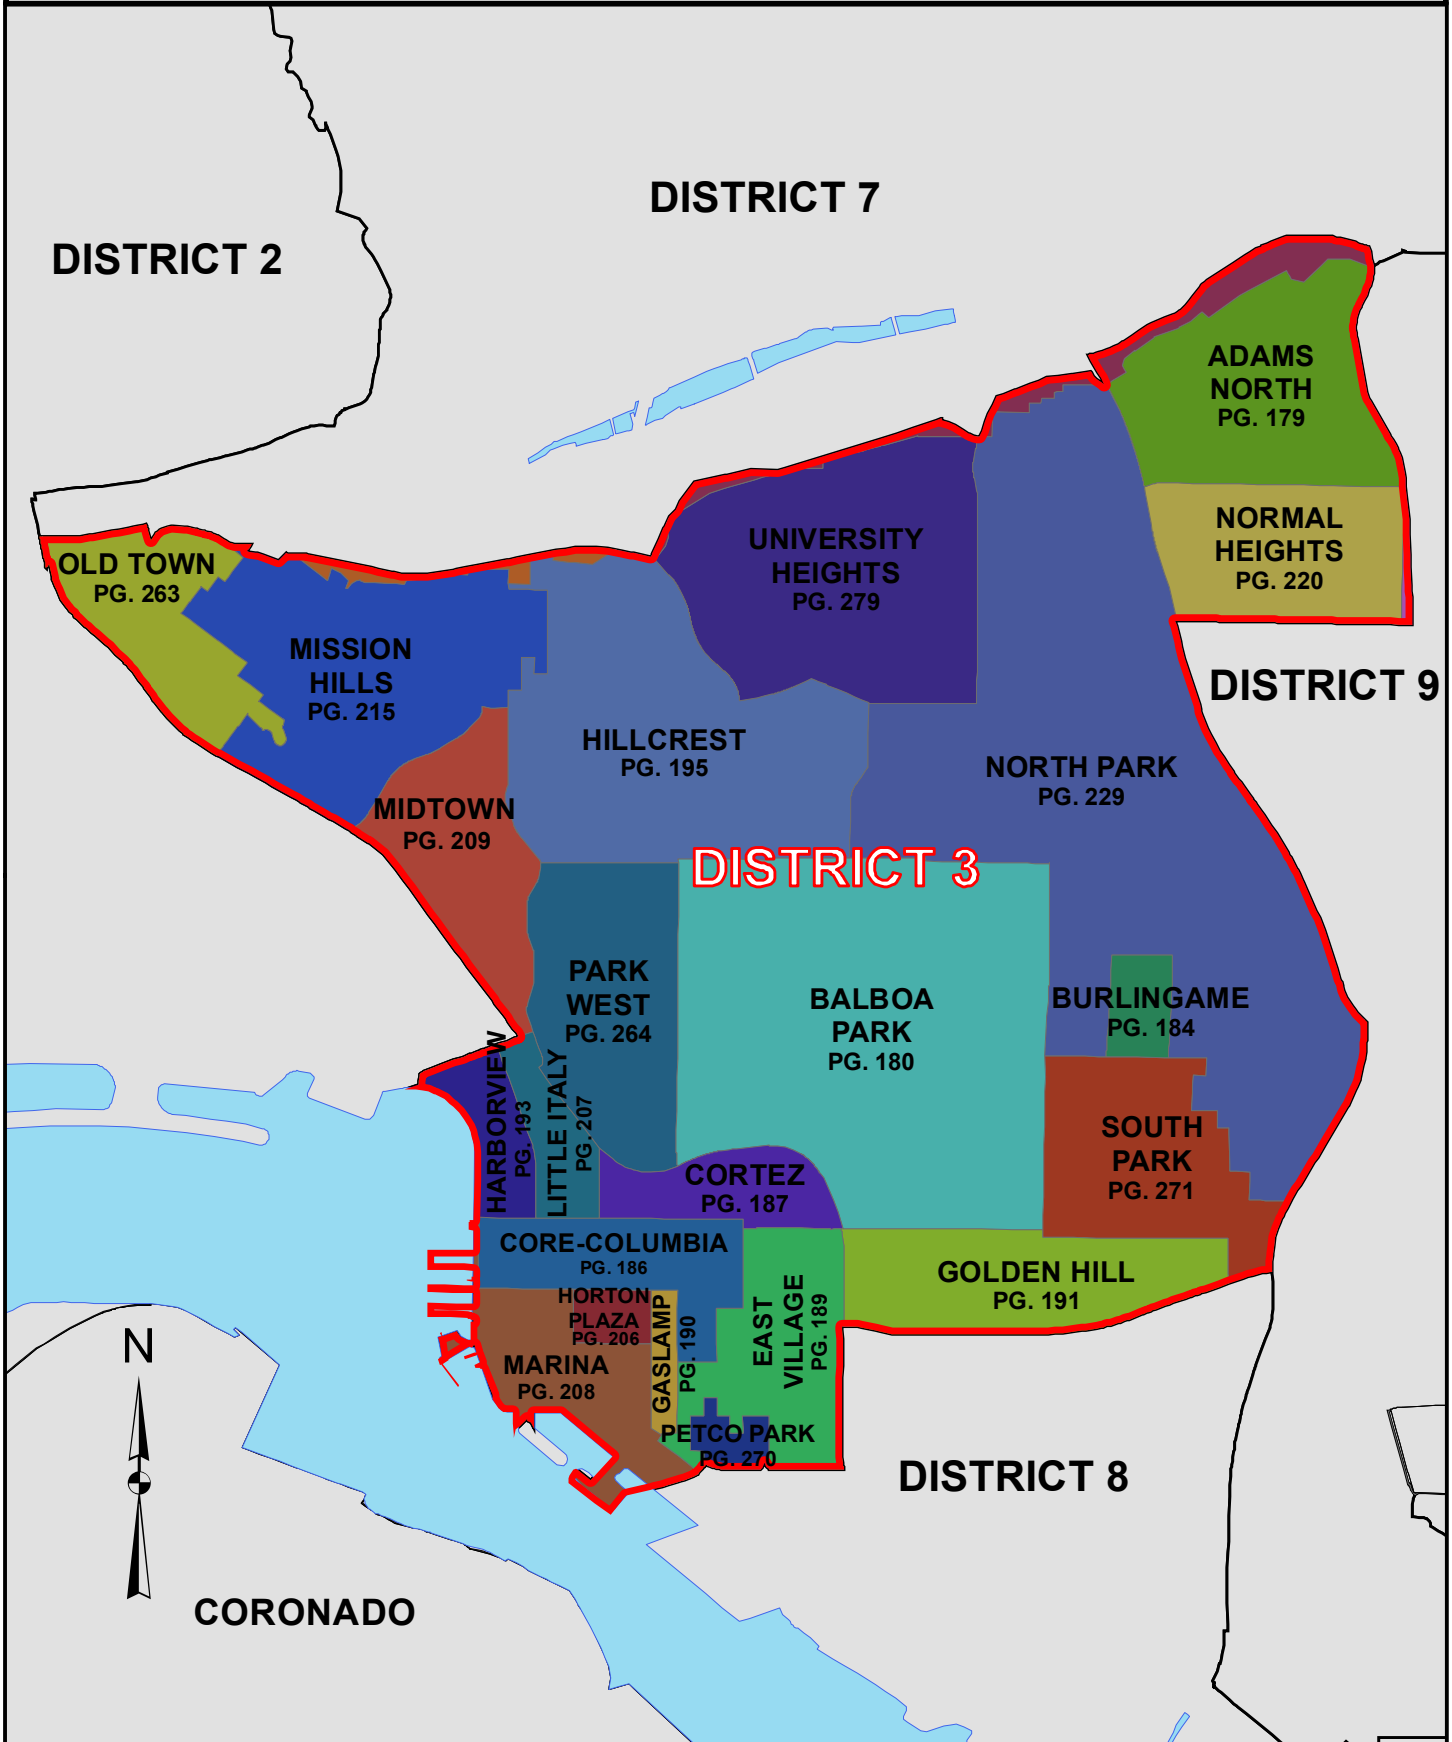 DISTRICT 7
DISTRICT 2
ADAMS
NORTH
PG. 179
NORMAL
HEIGHTS
PG. 220
UNIVERSITY
HEIGHTS
PG. 279
OLD TOWN
PG. 263
MISSION
HILLS
PG. 215
DISTRICT 9
HILLCREST
PG. 195
NORTH PARK
PG. 229
MIDTOWN
PG. 209
DISTRICT 3
PARK
WEST
PG. 264
BALBOA
PARK
PG. 180
BURLINGAME
PG. 184
HARBORVIEW
PG. 193
LITTLE ITALY
PG. 207
SOUTH
PARK
PG. 271
CORTEZ
PG. 187
CORE-COLUMBIA
PG. 186
GOLDEN HILL
PG. 191
HORTON
PLAZA
PG. 206
GASLAMP
PG. 190
EAST
VILLAGE
PG. 189
MARINA
PG. 208
PETCO PARK
PG. 270
N
DISTRICT 8
CORONADO